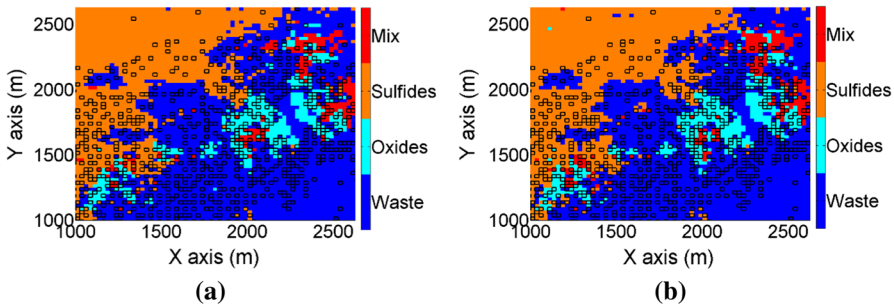 2500
2000
1500
1000
Y axis (m)
1000
1500
2000
2500
X axis (m)
Mix
Sulfides
Oxides
Waste
(a)
2500
2000
1500
1000
Y axis (m)
1000
1500
2000
2500
X axis (m)
Mix
Sulfides
Oxides
Waste
(b)